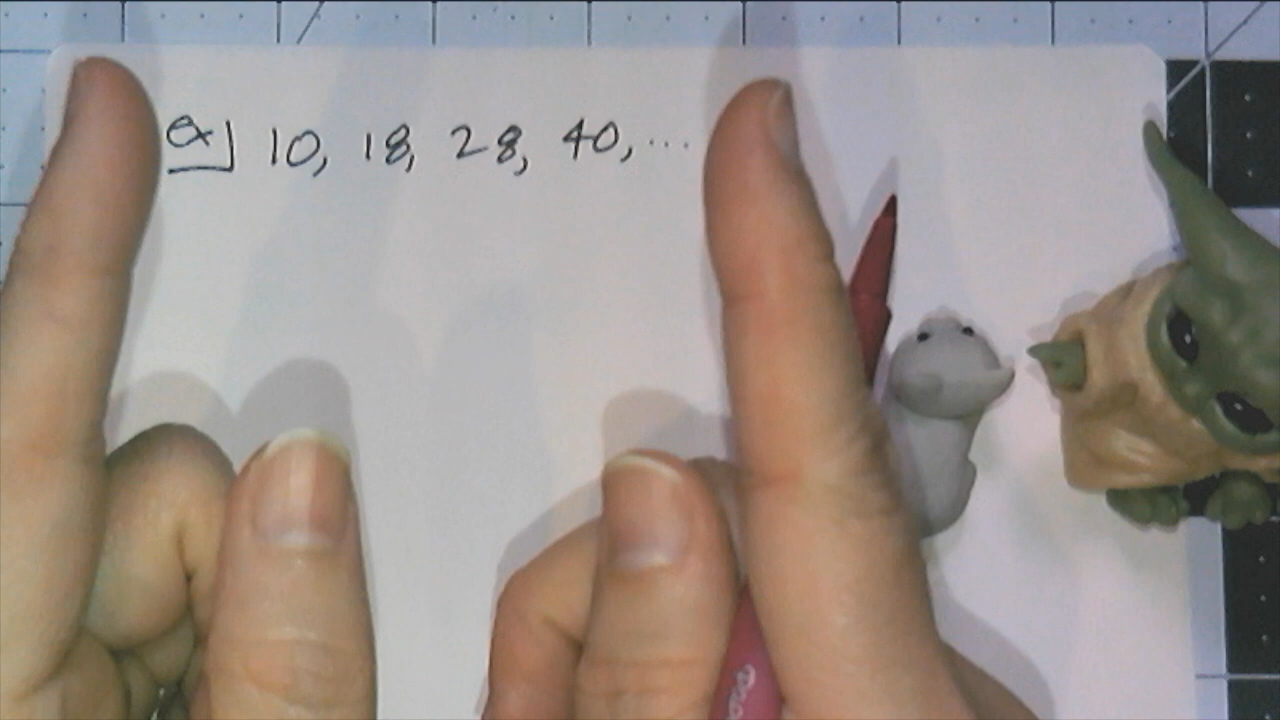 ex] 10, 18, 28, 40, ...